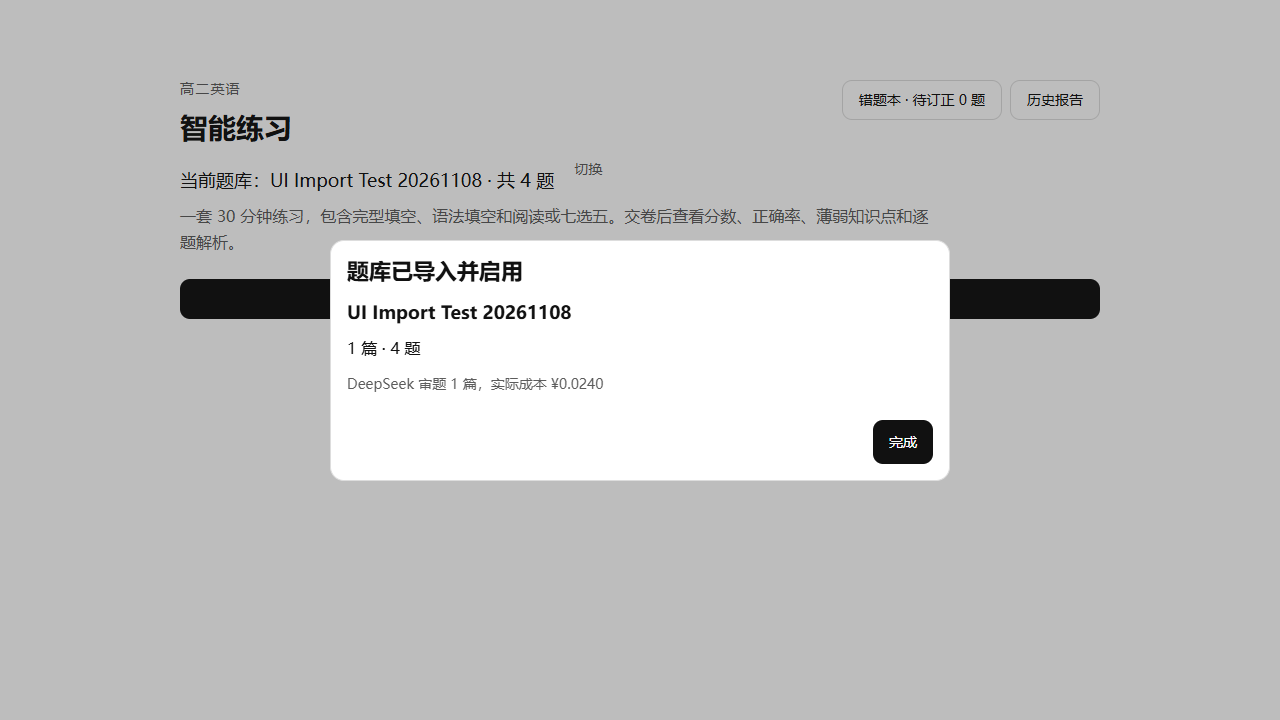 高二英语
错题本 · 待订正 0 题
历史报告
智能练习
当前题库：UI Import Test 20261108 · 共 4 题
切换
一套 30 分钟练习，包含完型填空、语法填空和阅读或七选五。交卷后查看分数、正确率、薄弱知识点和逐
题解析。
题库已导入并启用
UI Import Test 20261108
1 篇 · 4 题
DeepSeek 审题 1 篇，实际成本 ¥0.0240
完成